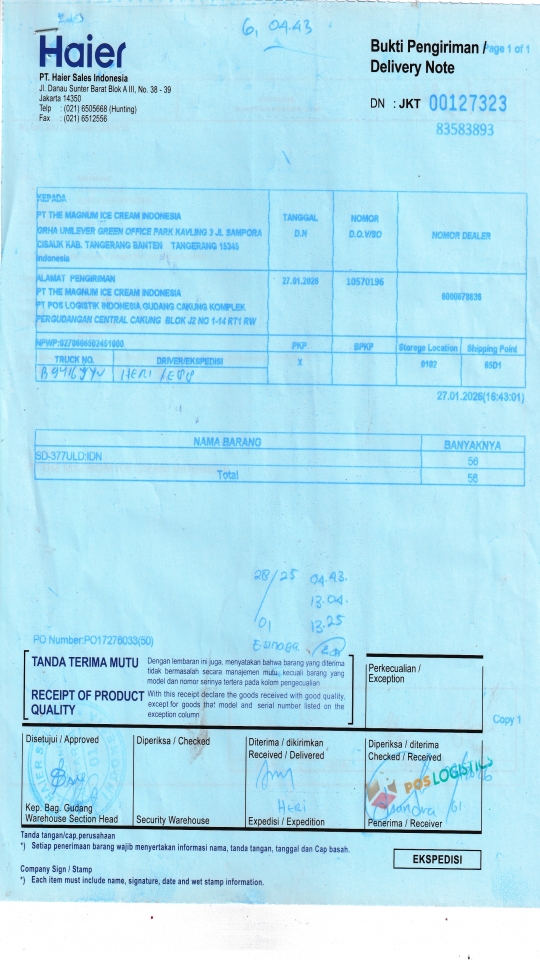 6, 04.43
Haier
PT. Haier Sales Indonesia
Jl. Danau Sunter Barat Blok A III, No. 38 - 39
Jakarta 14350
Telp : (021) 6505668 (Hunting)
Fax : (021) 6512556
Bukti Pengiriman /
Delivery Note
Page 1 of 1
DN : JKT 00127323
83583893
KEPADA
PT THE MAGNUM ICE CREAM INDONESIA
GRHA UNILEVER GREEN OFFICE PARK KAVLING 3 JL SAMPORA
CISAUK KAB. TANGERANG BANTEN TANGERANG 15345
Indonesia
TANGGAL
D.N
NOMOR
D.O.V/SO
NOMOR DEALER
ALAMAT PENGIRIMAN
PT THE MAGNUM ICE CREAM INDONESIA
PT POS LOGISTIK INDONESIA GUDANG CAKUNG KOMPLEK
PERGUDANGAN CENTRAL CAKUNG BLOK J2 NO 1-14 RT1 RW
27.01.2026
10570196
NPWP:
PKP
BPKP
Storege Location
Shipping Point
TRUCK NO.
DRIVER/EKSPEDISI
HERI
X
0102
65D1
27.01.2026(16:43:01)
NAMA BARANG
BANYAKNYA
SD-377ULD:IDN
56
Total
56
28/25 04.43.
13.04.
/01 13.25
PO Number:PO17276033(50)
TANDA TERIMA MUTU
Dengan lembaran ini juga, menyatakan bahwa barang yang diterima
tidak bermasalah secara manajemen mutu, kecuali barang yang
model dan nomor serinya tertera pada kolom pengecualian
RECEIPT OF PRODUCT
QUALITY
With this receipt declare the goods received with good quality,
except for goods that model and serial number listed on the
exception column
Perkecualian /
Exception
Copy 1
Disetujui / Approved
Kep. Bag. Gudang
Warehouse Section Head
Diperiksa / Checked
Security Warehouse
Diterima / dikirimkan
Received / Delivered
HERI
Expedisi / Expedition
Diperiksa / diterima
Checked / Received
POS LOGISTICS
Penerima / Receiver
Tanda tangan/cap,perusahaan
*) Setiap penerimaan barang wajib menyertakan informasi nama, tanda tangan, tanggal dan Cap basah.
EKSPEDISI
Company Sign / Stamp
*) Each item must include name, signature, date and wet stamp information.